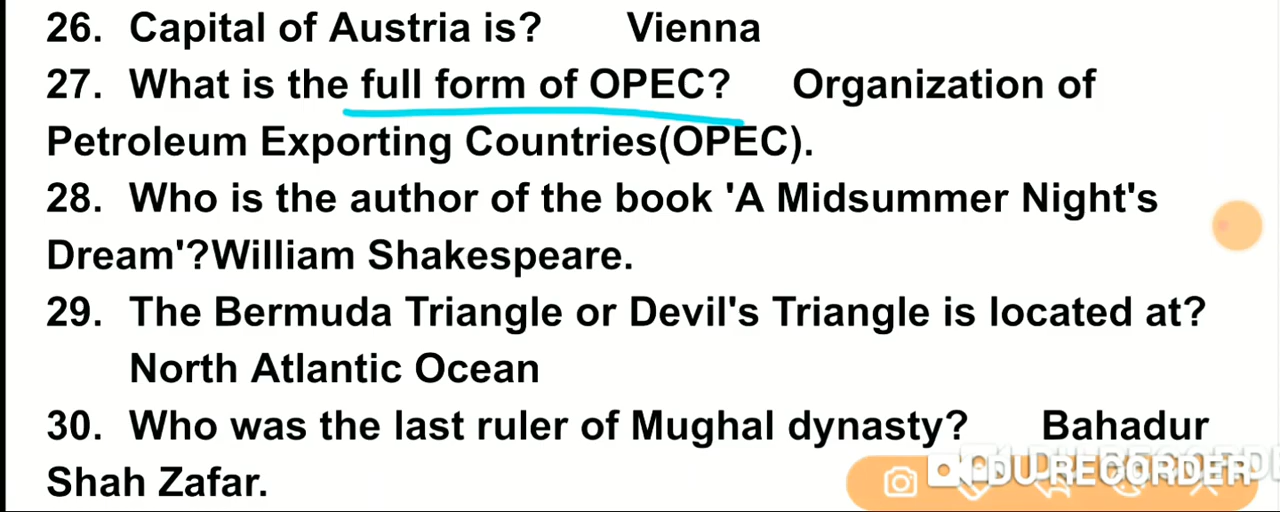 26. Capital of Austria is? Vienna
27. What is the full form of OPEC? Organization of
Petroleum Exporting Countries(OPEC).
28. Who is the author of the book 'A Midsummer Night's
Dream'?William Shakespeare.
29. The Bermuda Triangle or Devil's Triangle is located at?
North Atlantic Ocean
30. Who was the last ruler of Mughal dynasty? Bahadur
Shah Zafar.
DU RECORDER